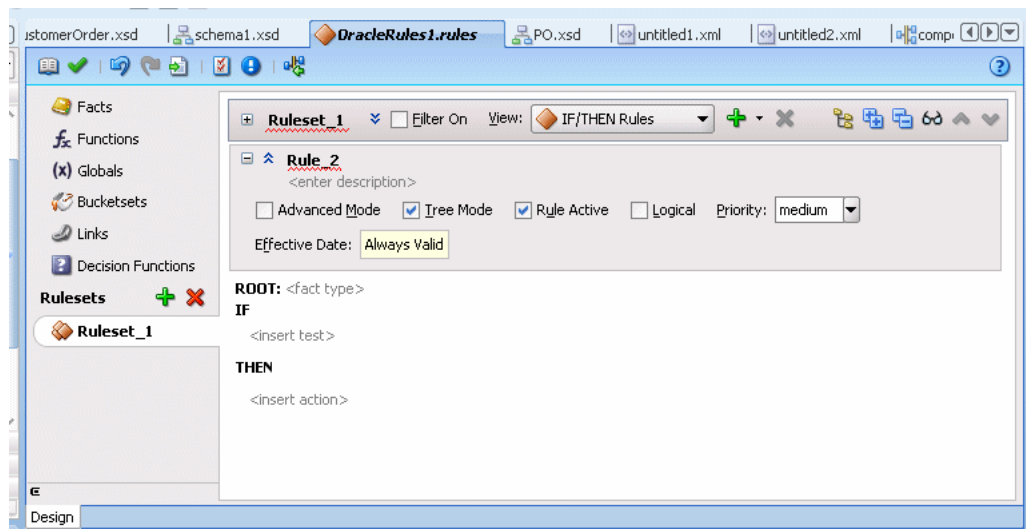 ustomerOrder.xsd schema1.xsd OracleRules1.rules PO.xsd untitled1.xml untitled2.xml
Facts
Functions
Globals
Bucketsets
Links
Decision Functions
Rulesets
Ruleset_1
Ruleset_1 Filter On View: IF/THEN Rules
Rule_2
<enter description>
Advanced Mode Tree Mode Rule Active Logical Priority: medium
Effective Date: Always Valid
ROOT: <fact type>
IF
<insert test>
THEN
<insert action>
Design